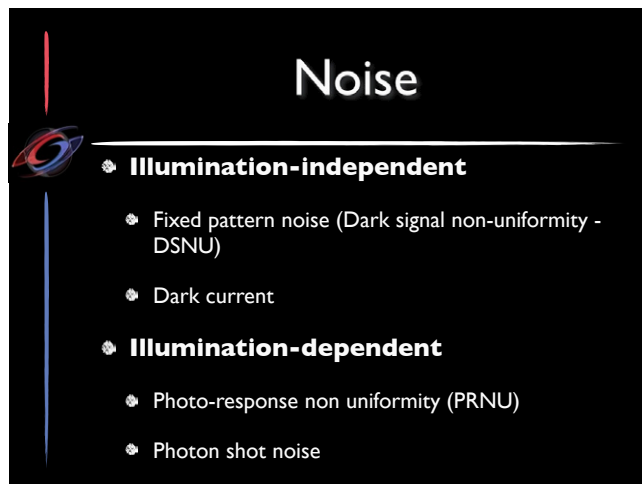 Noise
Illumination-independent
Fixed pattern noise (Dark signal non-uniformity -
DSNU)
Dark current
Illumination-dependent
Photo-response non uniformity (PRNU)
Photon shot noise